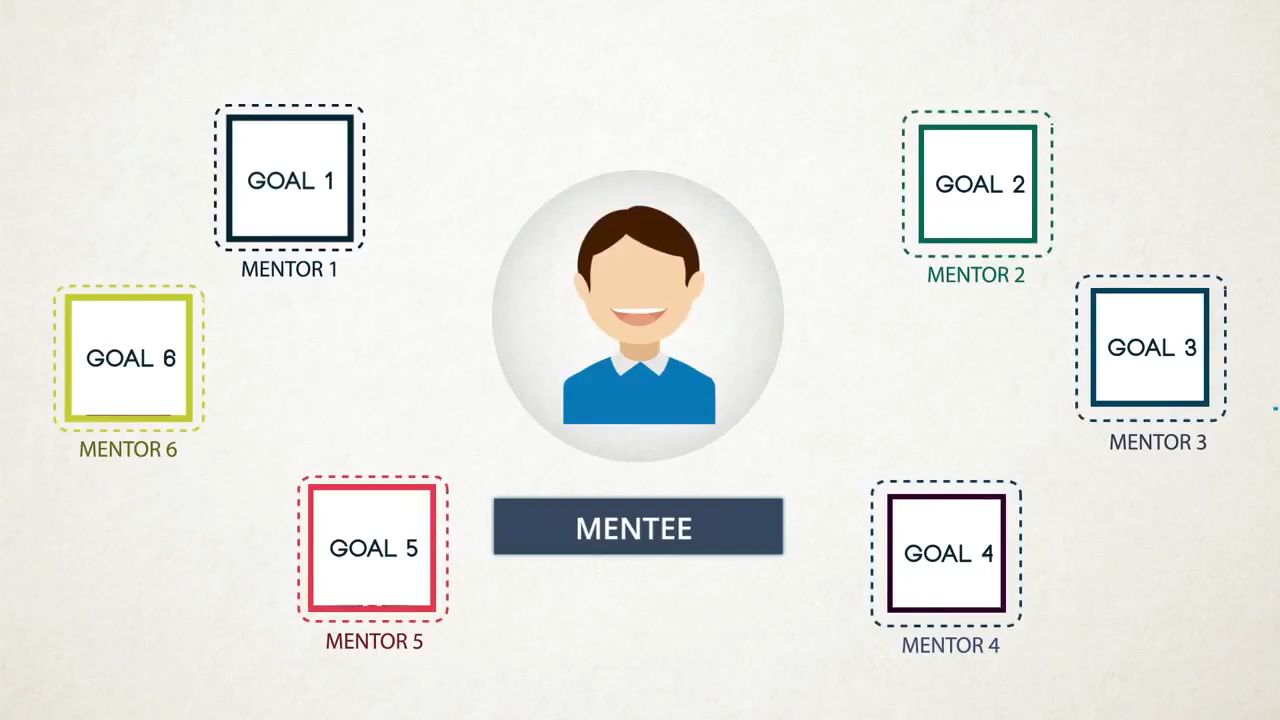 GOAL 1
MENTOR 1
GOAL 2
MENTOR 2
GOAL 6
MENTOR 6
GOAL 3
MENTOR 3
MENTEE
GOAL 5
MENTOR 5
GOAL 4
MENTOR 4